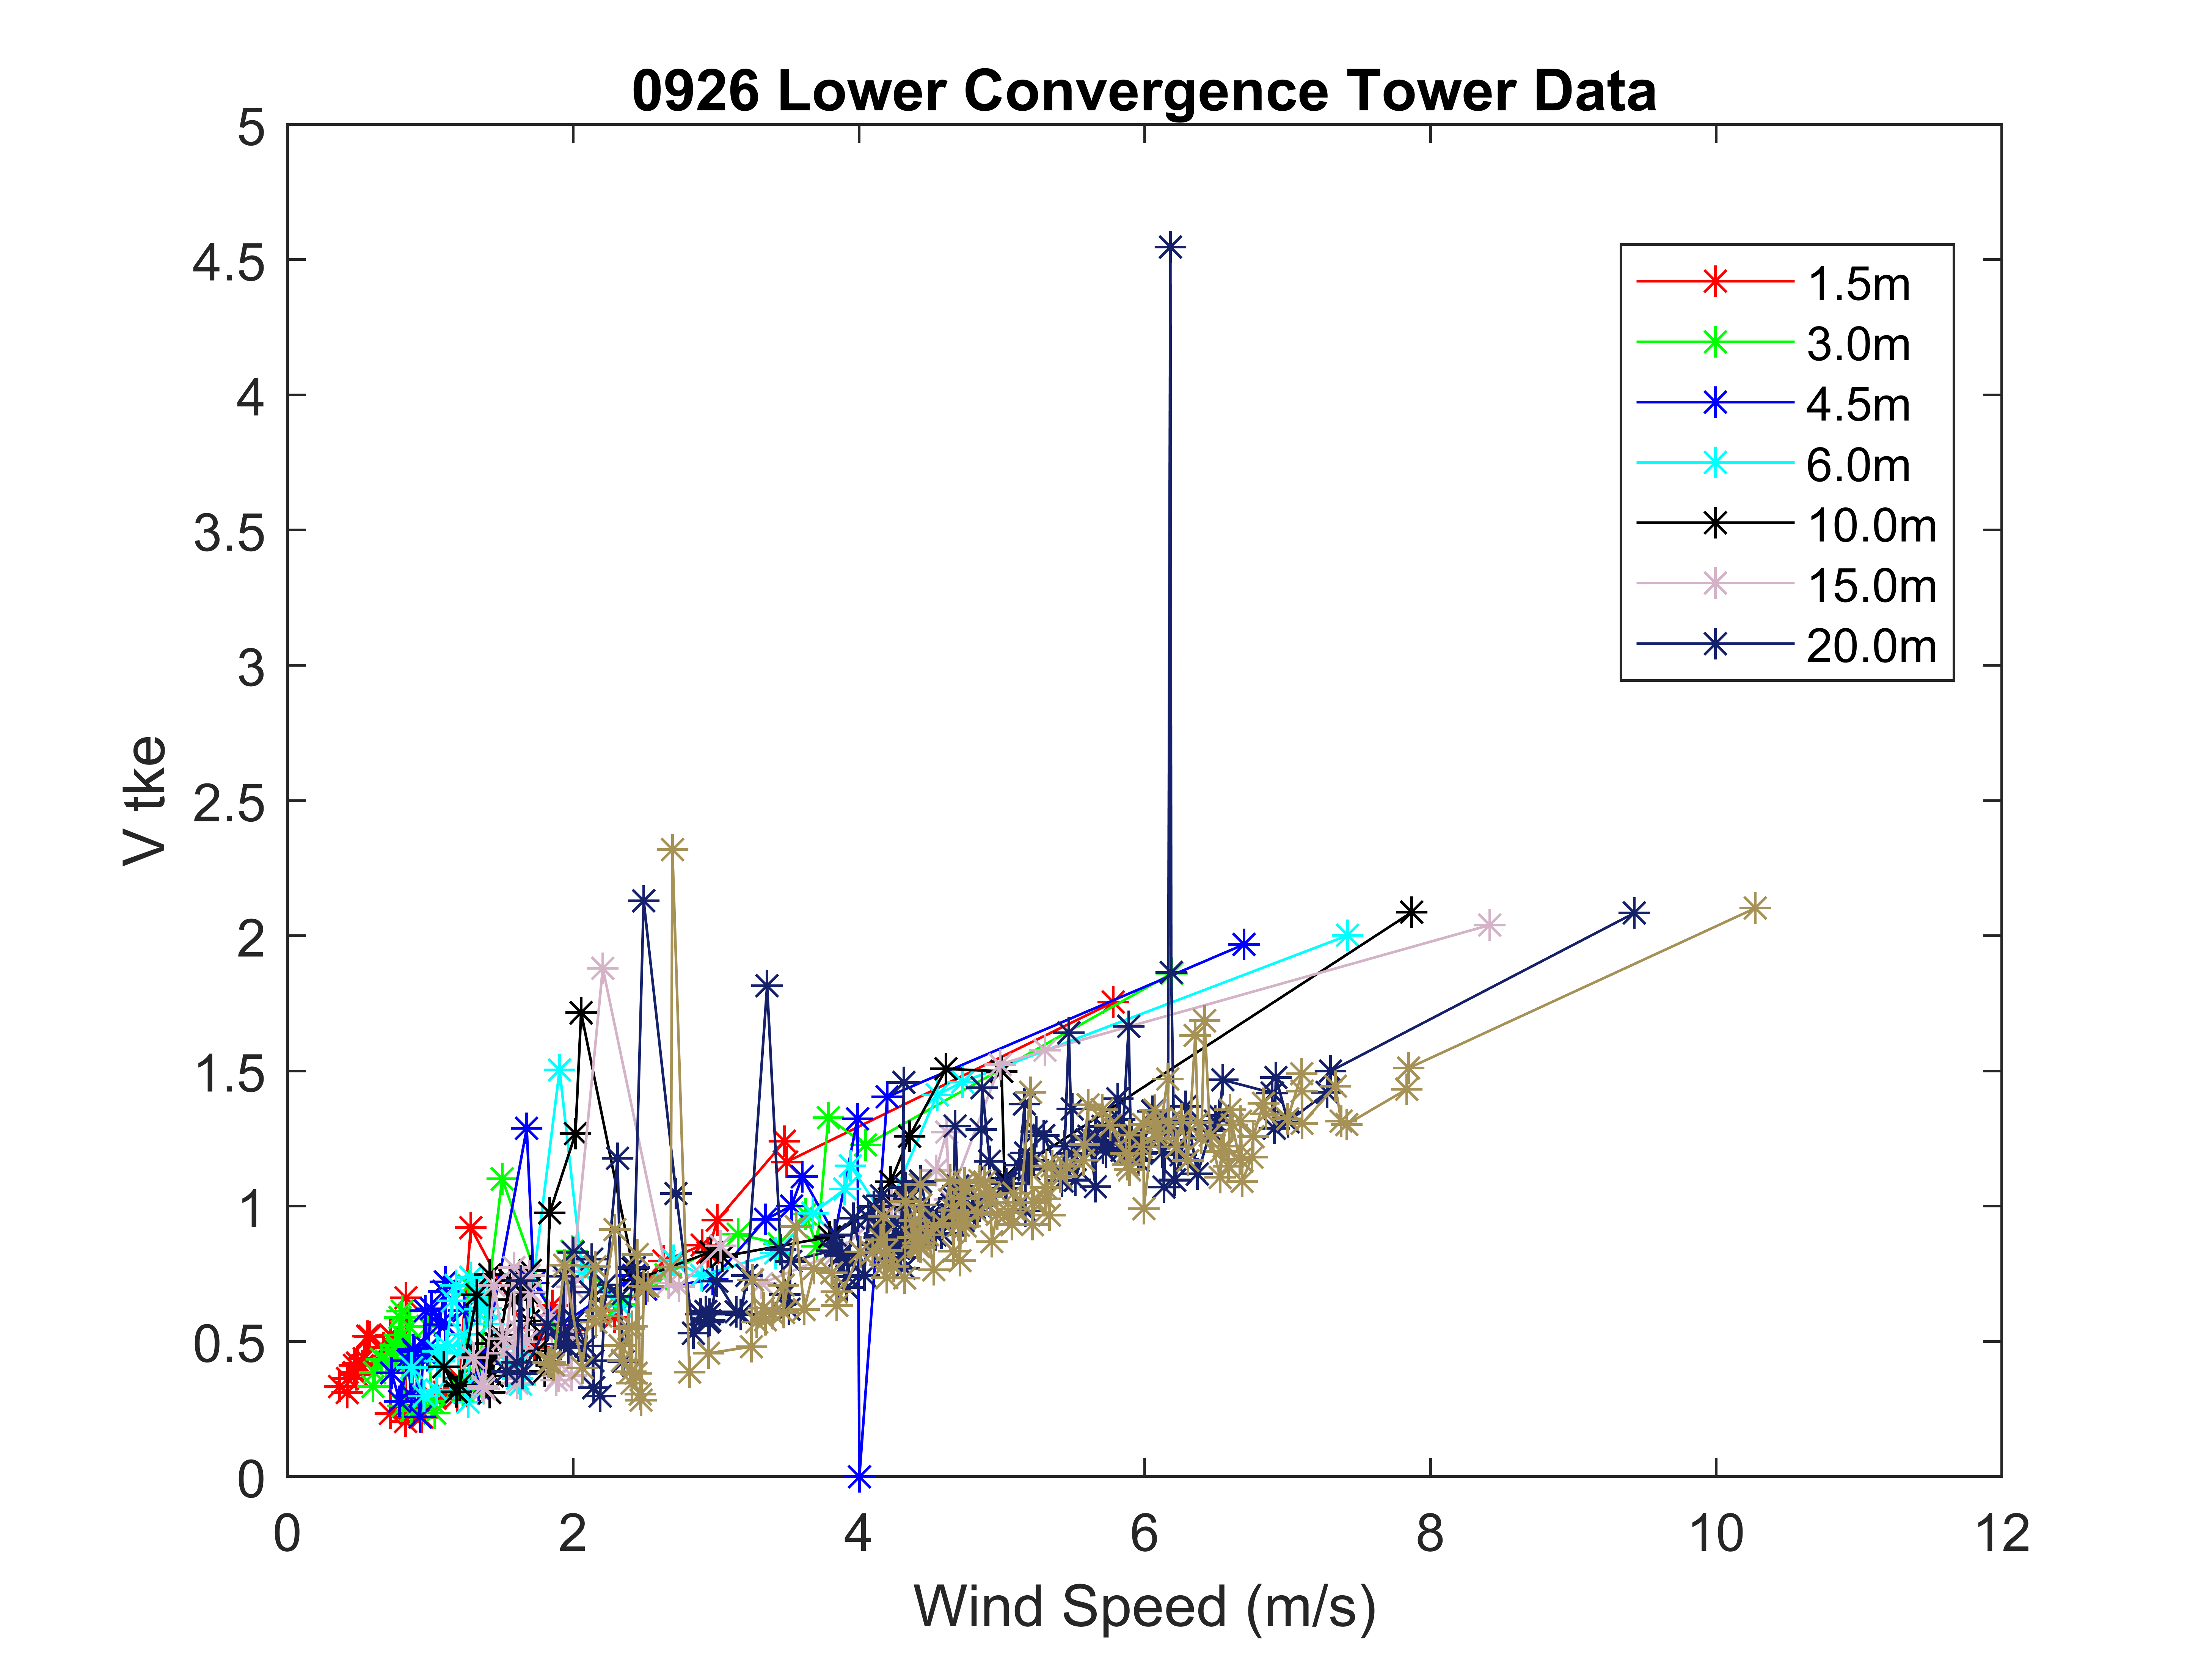 0926 Lower Convergence Tower Data
5
4.5
4
3.5
3
2.5
2
1.5
1
0.5
0
V tke
1.5m
3.0m
4.5m
6.0m
10.0m
15.0m
20.0m
0 2 4 6 8 10 12
Wind Speed (m/s)